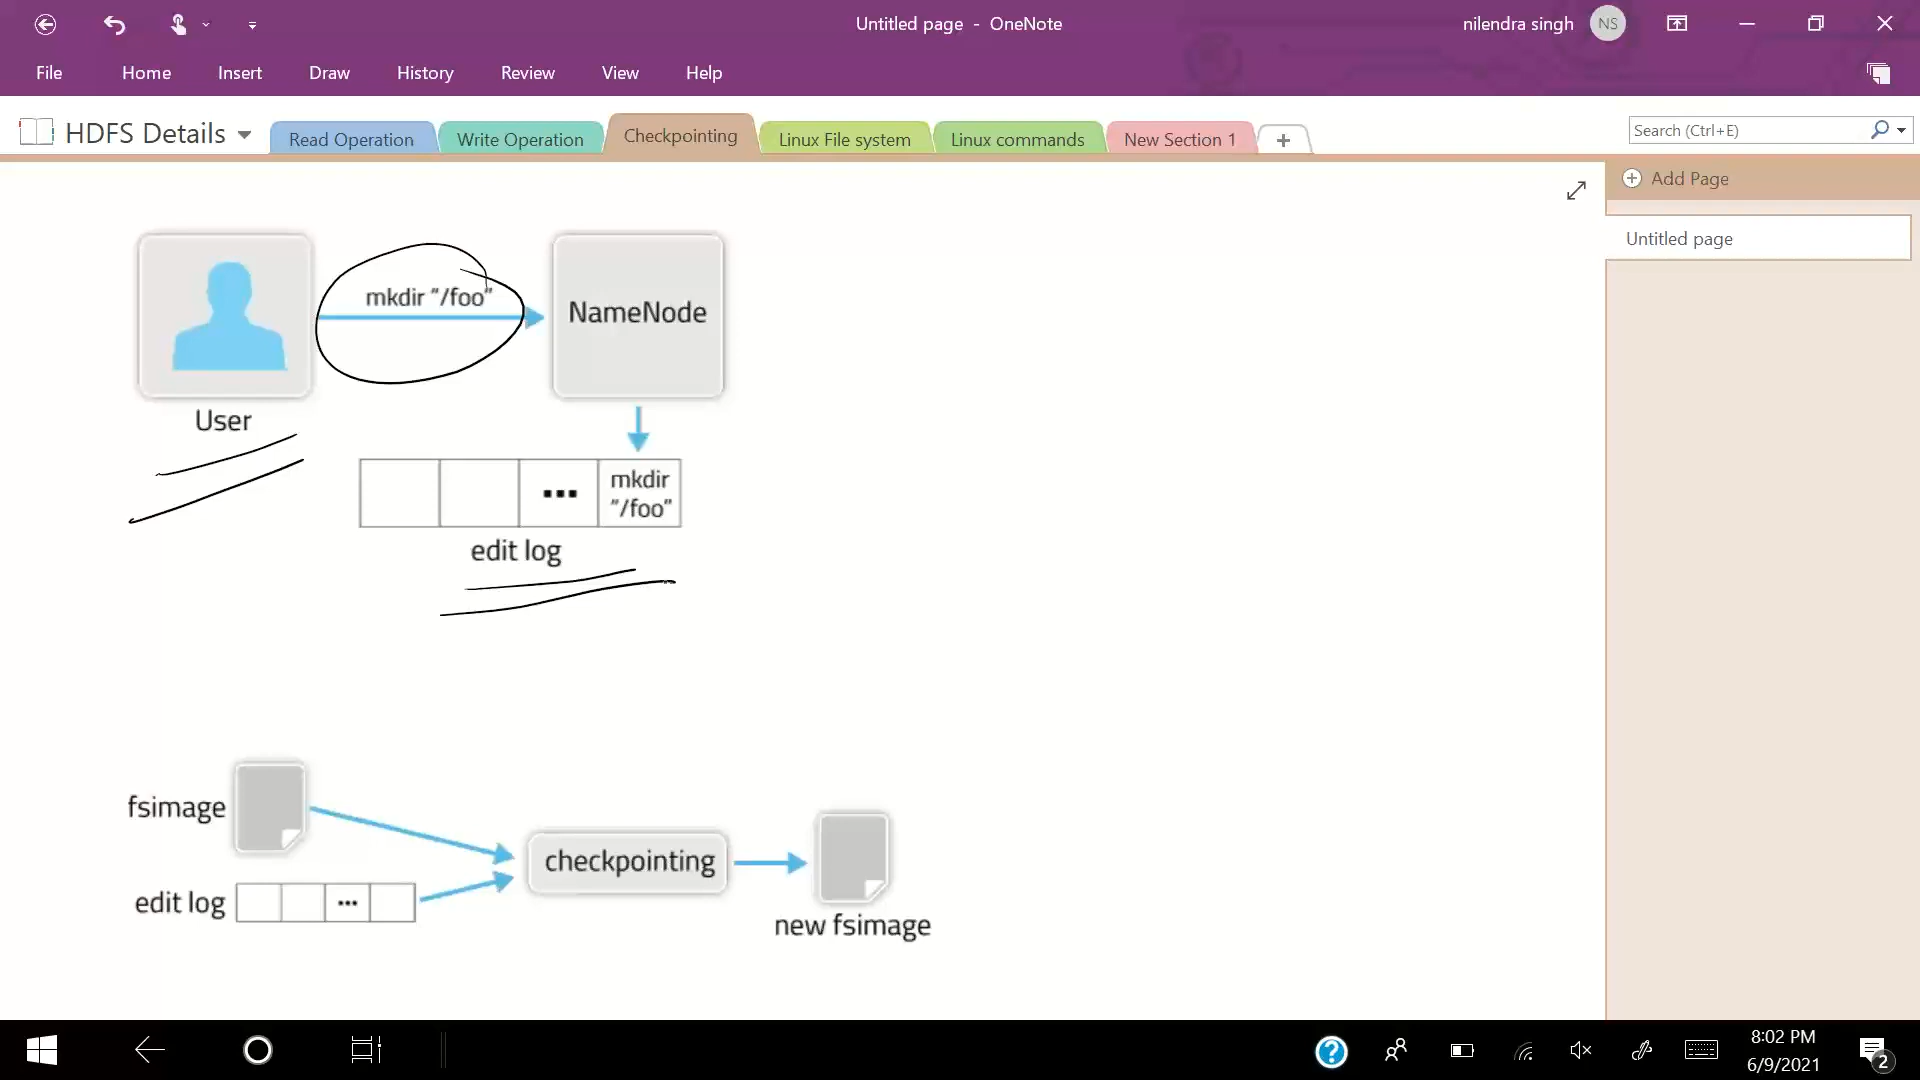 Untitled page - OneNote
nilendra singh NS
File Home Insert Draw History Review View Help
HDFS Details Read Operation Write Operation Checkpointing Linux File system Linux commands New Section 1 +
Search (Ctrl+E)
Add Page
Untitled page
mkdir "/foo"
NameNode
User
... mkdir
"/foo"
edit log
fsimage
checkpointing
edit log ...
new fsimage
8:02 PM
6/9/2021
2